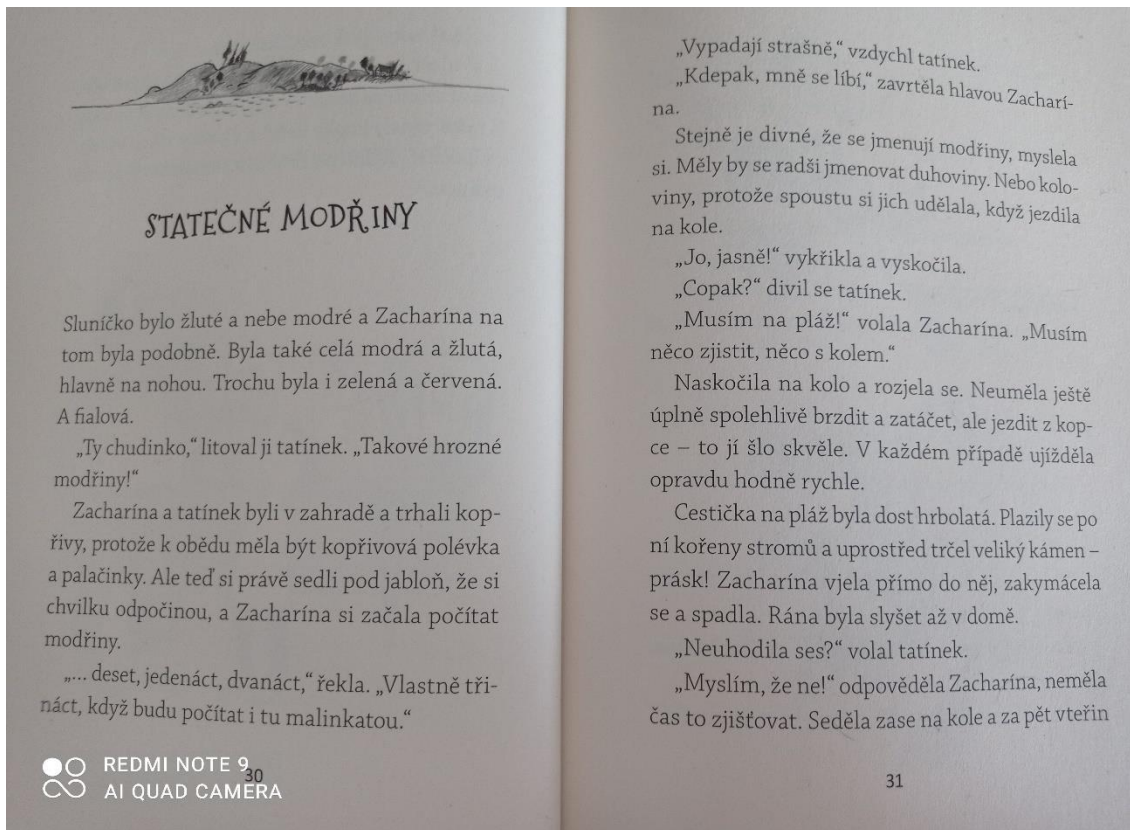 STATEČNÉ MODŘINY
Sluníčko bylo žluté a nebe modré a Zacharína na
tom byla podobně. Byla také celá modrá a žlutá,
hlavně na nohou. Trochu byla i zelená a červená.
A fialová.
„Ty chudinko,“ litoval ji tatínek. „Takové hrozné
modřiny!“
Zacharína a tatínek byli v zahradě a trhali kop-
řivy, protože k obědu měla být kopřivová polévka
a palačinky. Ale teď si právě sedli pod jabloň, že si
chvilku odpočinou, a Zacharína si začala počítat
modřiny.
„... deset, jedenáct, dvanáct,“ řekla. „Vlastně tři-
náct, když budu počítat i tu malinkatou.“
30
REDMI NOTE 9
AI QUAD CAMERA
„Vypadají strašně,“ vzdychl tatínek.
„Kdepak, mně se líbí,“ zavrtěla hlavou Zacharí-
na.
Stejně je divné, že se jmenují modřiny, myslela
si. Měly by se radši jmenovat duhoviny. Nebo kolo-
viny, protože spoustu si jich udělala, když jezdila
na kole.
„Jo, jasně!“ vykřikla a vyskočila.
„Copak?“ divil se tatínek.
„Musím na pláž!“ volala Zacharína. „Musím
něco zjistit, něco s kolem.“
Naskočila na kolo a rozjela se. Neuměla ještě
úplně spolehlivě brzdit a zatáčet, ale jezdit z kop-
ce – to jí šlo skvěle. V každém případě ujížděla
opravdu hodně rychle.
Cestička na pláž byla dost hrbolatá. Plazily se po
ní kořeny stromů a uprostřed trčel veliký kámen –
prásk! Zacharína vjela přímo do něj, zakymácela
se a spadla. Rána byla slyšet až v domě.
„Neuhodila ses?“ volal tatínek.
„Myslím, že ne!“ odpověděla Zacharína, neměla
čas to zjišťovat. Seděla zase na kole a za pět vteřin
31